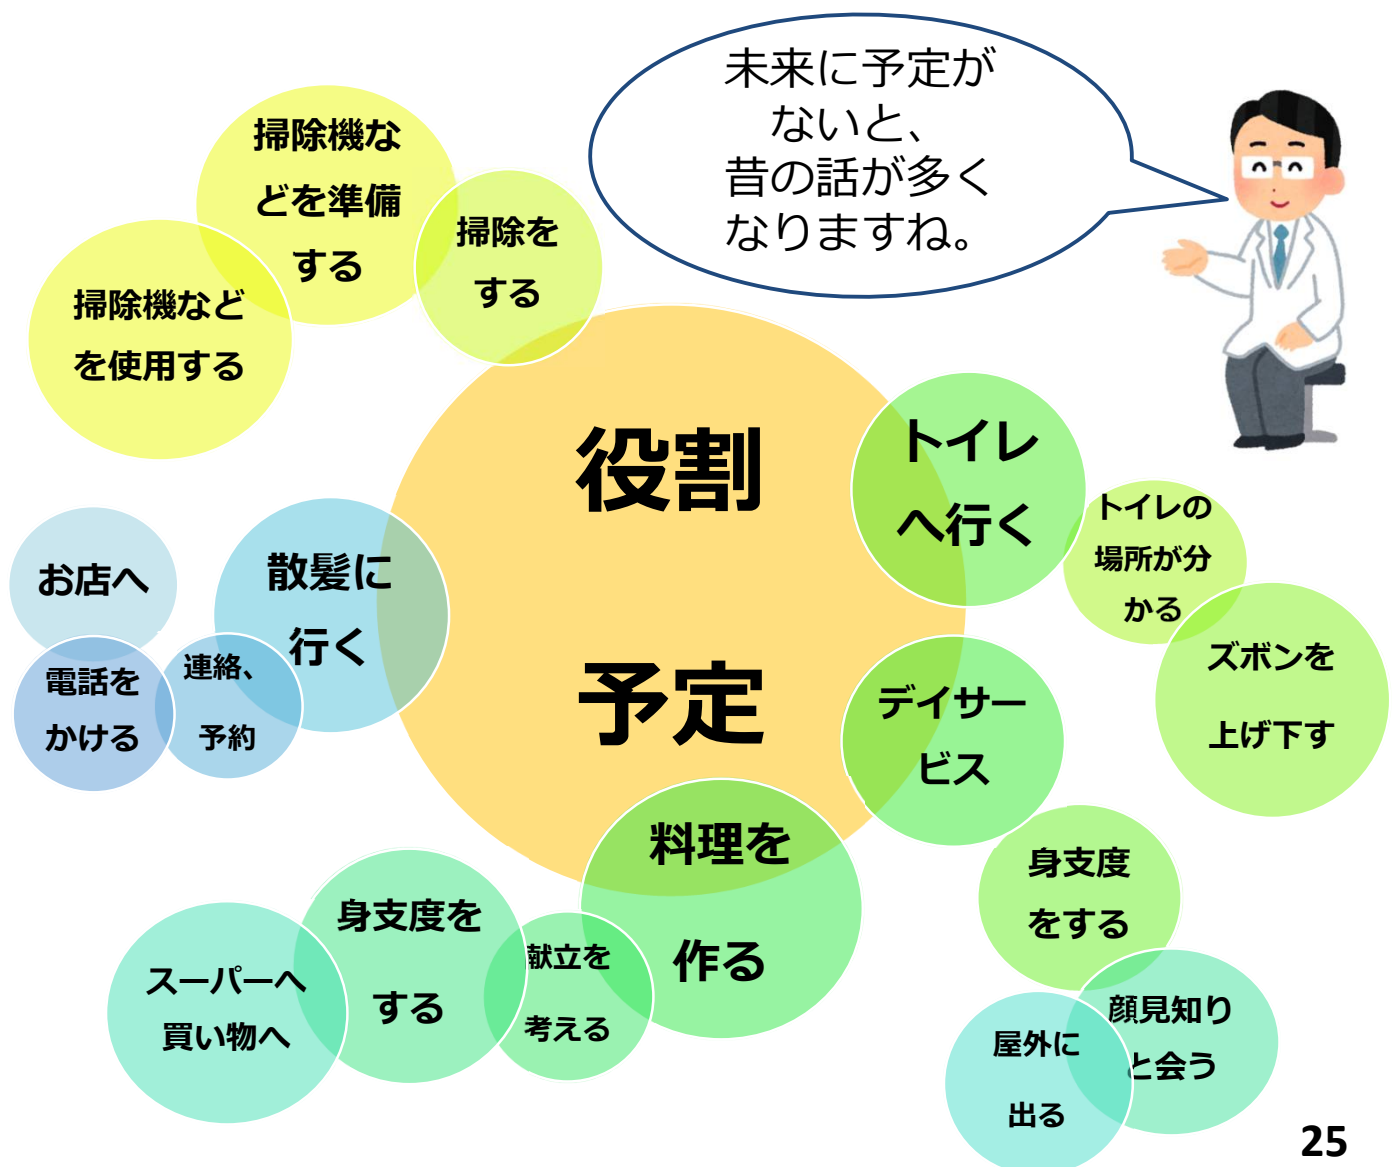 未来に予定が
ないと、
昔の話が多く
なりますね。
掃除機な
どを準備
する
掃除を
する
掃除機など
を使用する
役割
予定
トイレ
へ行く
トイレの
場所が分
かる
ズボンを
上げ下す
お店へ
散髪に
行く
電話を
かける
連絡、
予約
デイサー
ビス
料理を
作る
身支度
をする
身支度を
する
献立を
考える
スーパーへ
買い物へ
顔見知り
と会う
屋外に
出る
25